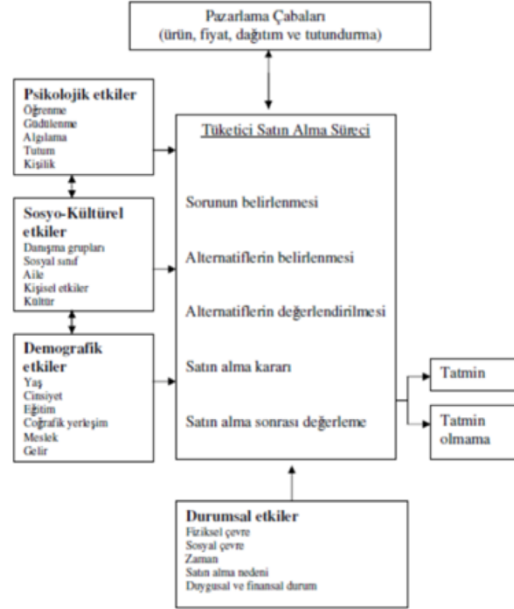 Pazarlama Çabaları
(ürün, fiyat, dağıtım ve tutundurma)
Psikolojik etkiler
Öğrenme
Güdülenme
Algılama
Tutum
Kişilik
Sosyo-Kültürel
etkiler
Danışma grupları
Sosyal sınıf
Aile
Kişisel etkiler
Kültür
Demografik
etkiler
Yaş
Cinsiyet
Eğitim
Coğrafik yerleşim
Meslek
Gelir
Tüketici Satın Alma Süreci
Sorunun belirlenmesi
Alternatiflerin belirlenmesi
Alternatiflerin değerlendirilmesi
Satın alma kararı
Satın alma sonrası değerleme
Tatmin
Tatmin
olmama
Durumsal etkiler
Fiziksel çevre
Sosyal çevre
Zaman
Satın alma nedeni
Duygusal ve finansal durum